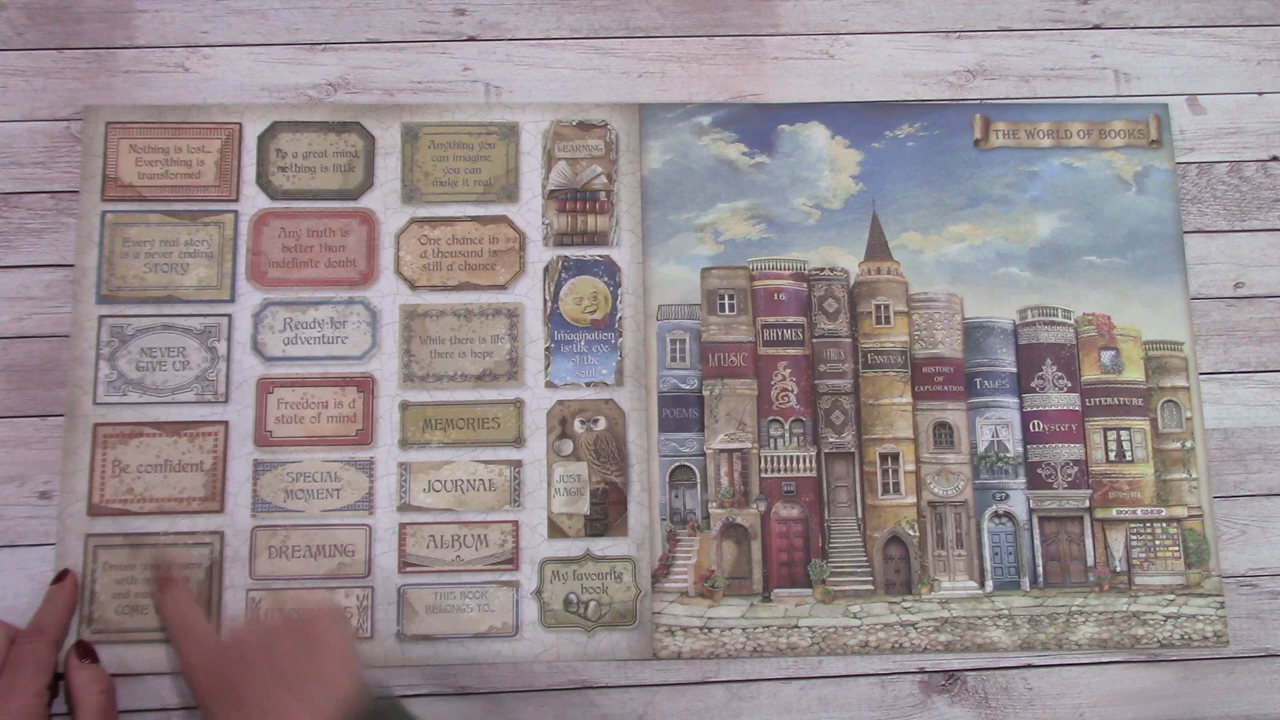 Nothing is lost...
Everything is
transformed
To a great mind,
nothing is little
Anything you
can imagine,
you can
make it real
LEARNING
Every real story
is a never ending
STORY
Any truth is
better than
indefinite doubt
One chance in
a thousand is
still a chance
Imagination
is the eye
of the
soul
NEVER
GIVE UP
Ready for
adventure
While there is life,
there is hope
Freedom is a
state of mind
MEMORIES
Be confident
SPECIAL
MOMENT
JOURNAL
JUST
MAGIC
DREAMING
ALBUM
My favourite
book
THIS BOOK
BELONGS TO...
COME
THE WORLD OF BOOKS
POEMS
MUSIC
16
RHYMES
110
LYRICS
FANTASY
HISTORY
OF
EXPLORATION
TALES
27
Mystery
LITERATURE
BOOK SHOP